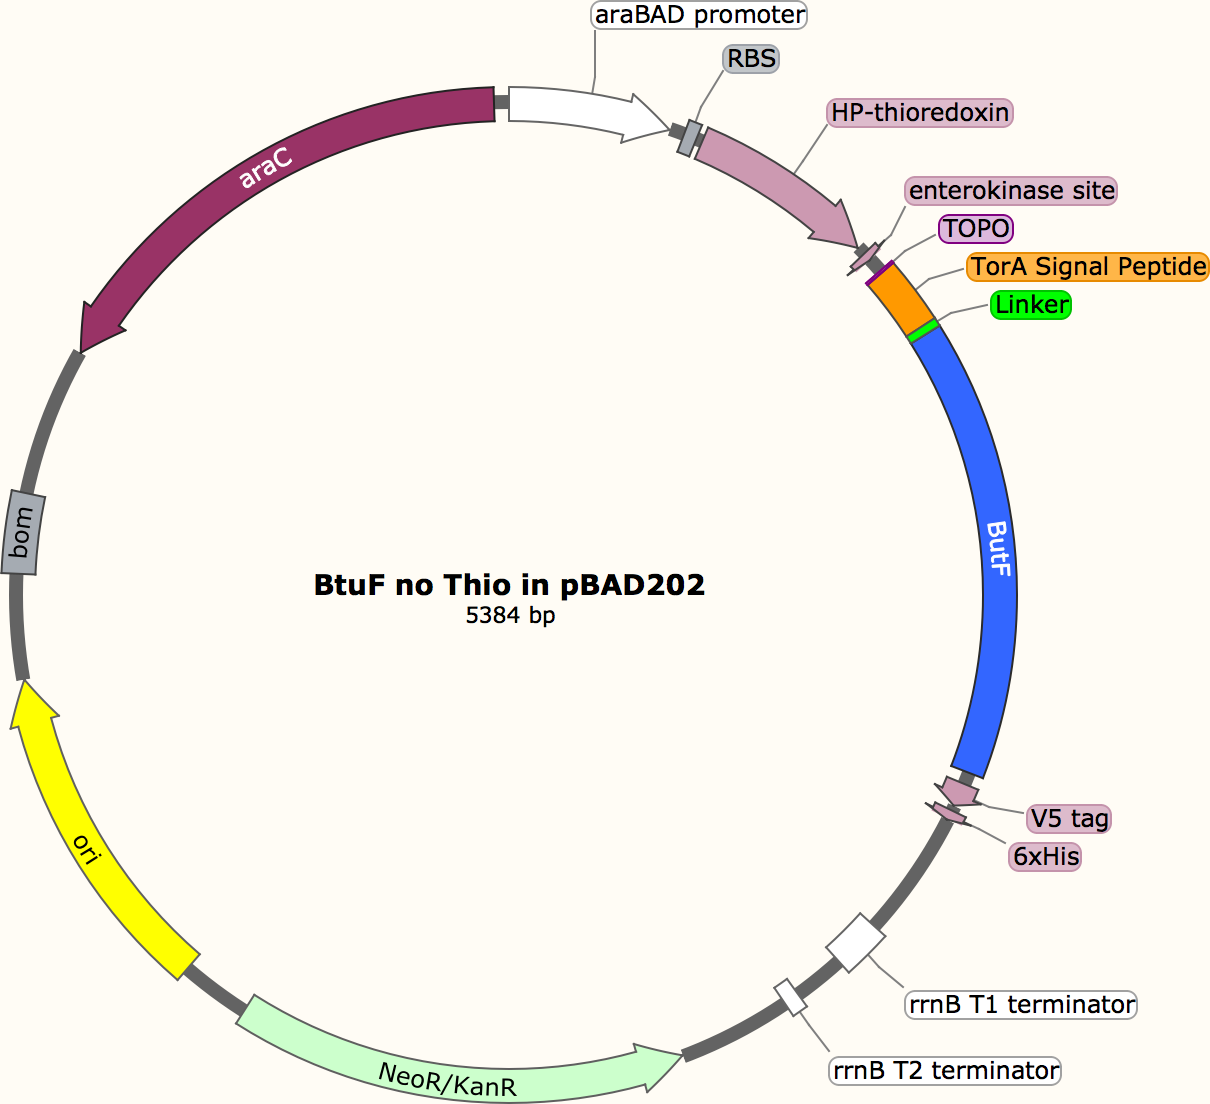 araBAD promoter
RBS
HP-thioredoxin
araC
enterokinase site
TOPO
TorA Signal Peptide
Linker
bom
ButF
BtuF no Thio in pBAD202
5384 bp
V5 tag
6xHis
ori
rrnB T1 terminator
rrnB T2 terminator
NeoR/KanR